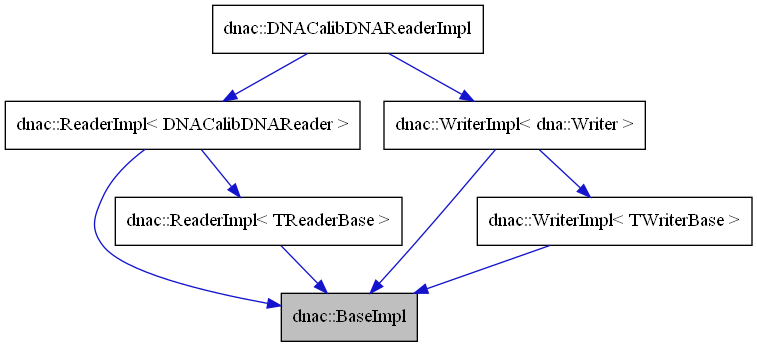 dnac::DNACalibDNAReaderImpl
dnac::ReaderImpl< DNACalibDNAReader >
dnac::WriterImpl< dna::Writer >
dnac::ReaderImpl< TReaderBase >
dnac::WriterImpl< TWriterBase >
dnac::BaseImpl